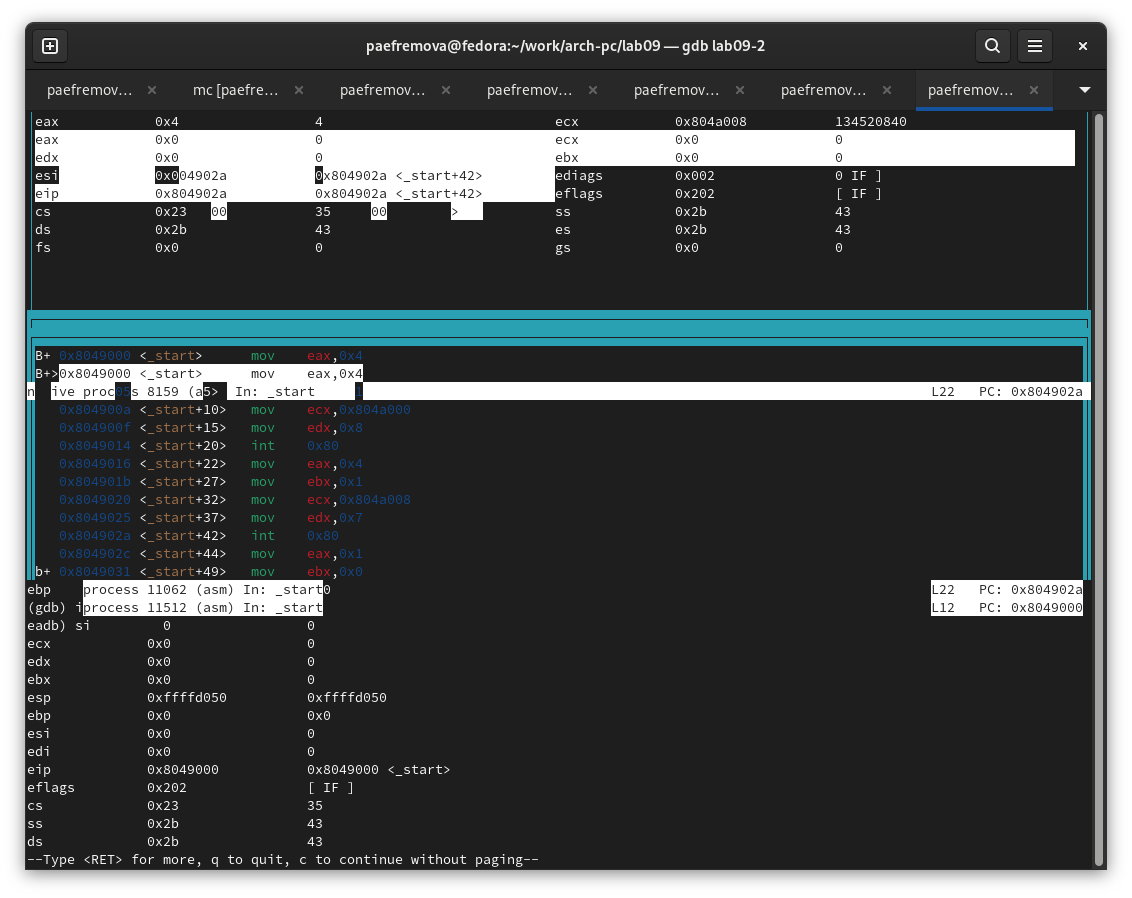 paefremova@fedora:~/work/arch-pc/lab09 — gdb lab09-2
paefremov… × mc [paefre… × paefremov… × paefremov… × paefremov… × paefremov… × paefremov… ×
eax 0x4 4 ecx 0x804a008 134520840
eax 0x0 0 ecx 0x0 0
edx 0x0 0 ebx 0x0 0
esi 0x004902a 0x804902a <_start+42> ediags 0x002 0 IF ]
eip 0x804902a 0x804902a <_start+42> eflags 0x202 [ IF ]
cs 0x23 00 35 00 > ss 0x2b 43
ds 0x2b 43 es 0x2b 43
fs 0x0 0 gs 0x0 0
B+ 0x8049000 <_start> mov eax,0x4
B+>0x8049000 <_start> mov eax,0x4
n ive proc05s 8159 (a5> In: _start 1 L22 PC: 0x804902a
0x804900a <_start+10> mov ecx,0x804a000
0x804900f <_start+15> mov edx,0x8
0x8049014 <_start+20> int 0x80
0x8049016 <_start+22> mov eax,0x4
0x804901b <_start+27> mov ebx,0x1
0x8049020 <_start+32> mov ecx,0x804a008
0x8049025 <_start+37> mov edx,0x7
0x804902a <_start+42> int 0x80
0x804902c <_start+44> mov eax,0x1
b+ 0x8049031 <_start+49> mov ebx,0x0
ebp process 11062 (asm) In: _start0 L22 PC: 0x804902a
(gdb) iprocess 11512 (asm) In: _start L12 PC: 0x8049000
eadb) si 0 0
ecx 0x0 0
edx 0x0 0
ebx 0x0 0
esp 0xffffd050 0xffffd050
ebp 0x0 0x0
esi 0x0 0
edi 0x0 0
eip 0x8049000 0x8049000 <_start>
eflags 0x202 [ IF ]
cs 0x23 35
ss 0x2b 43
ds 0x2b 43
--Type <RET> for more, q to quit, c to continue without paging--